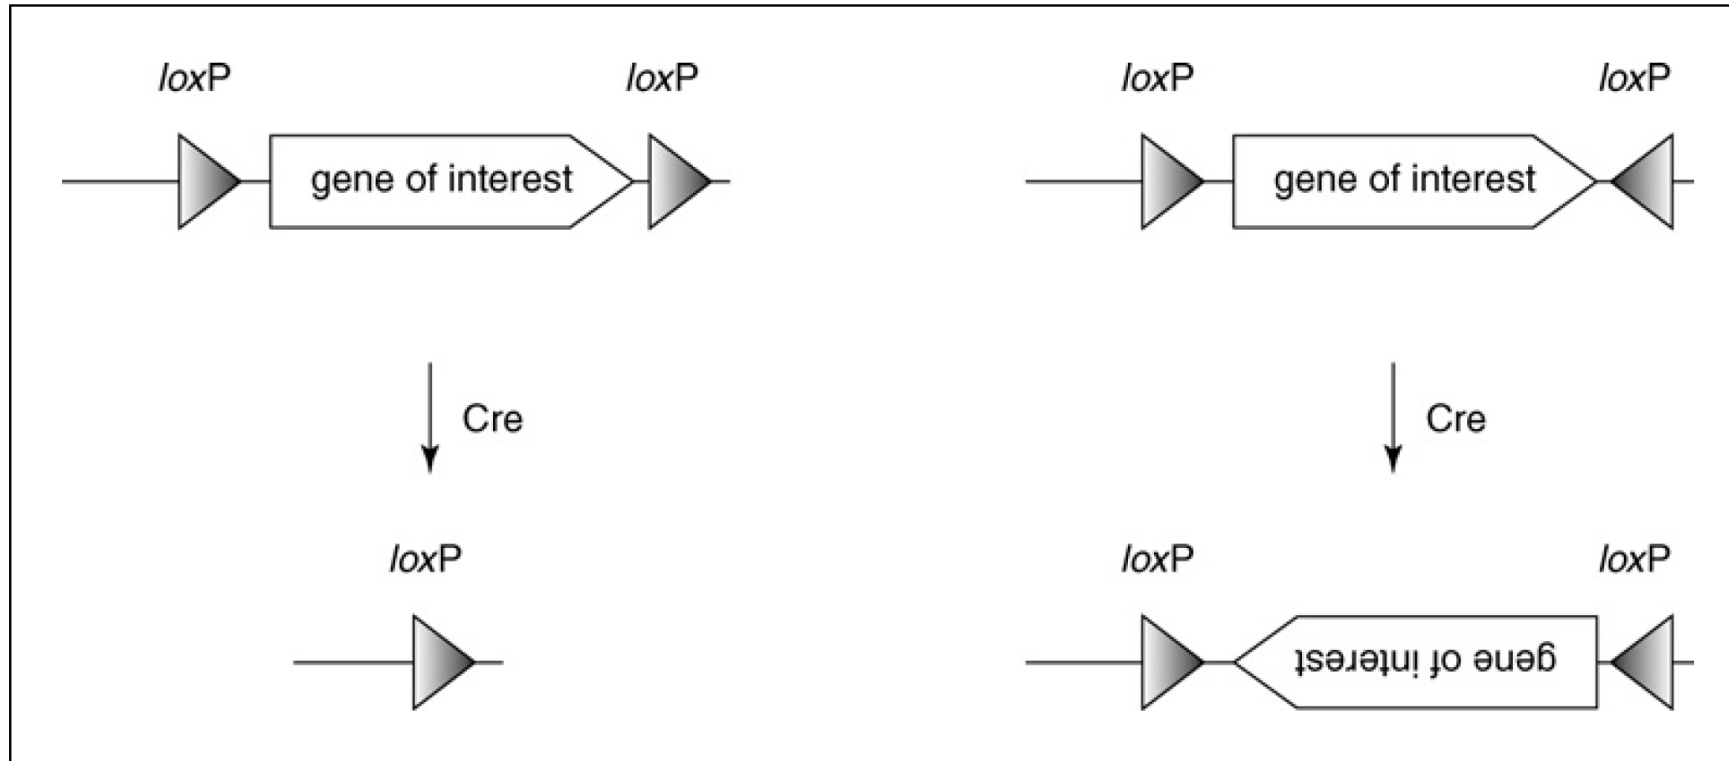 loxP loxP loxP loxP
gene of interest gene of interest
Cre Cre
loxP loxP loxP
gene of interest